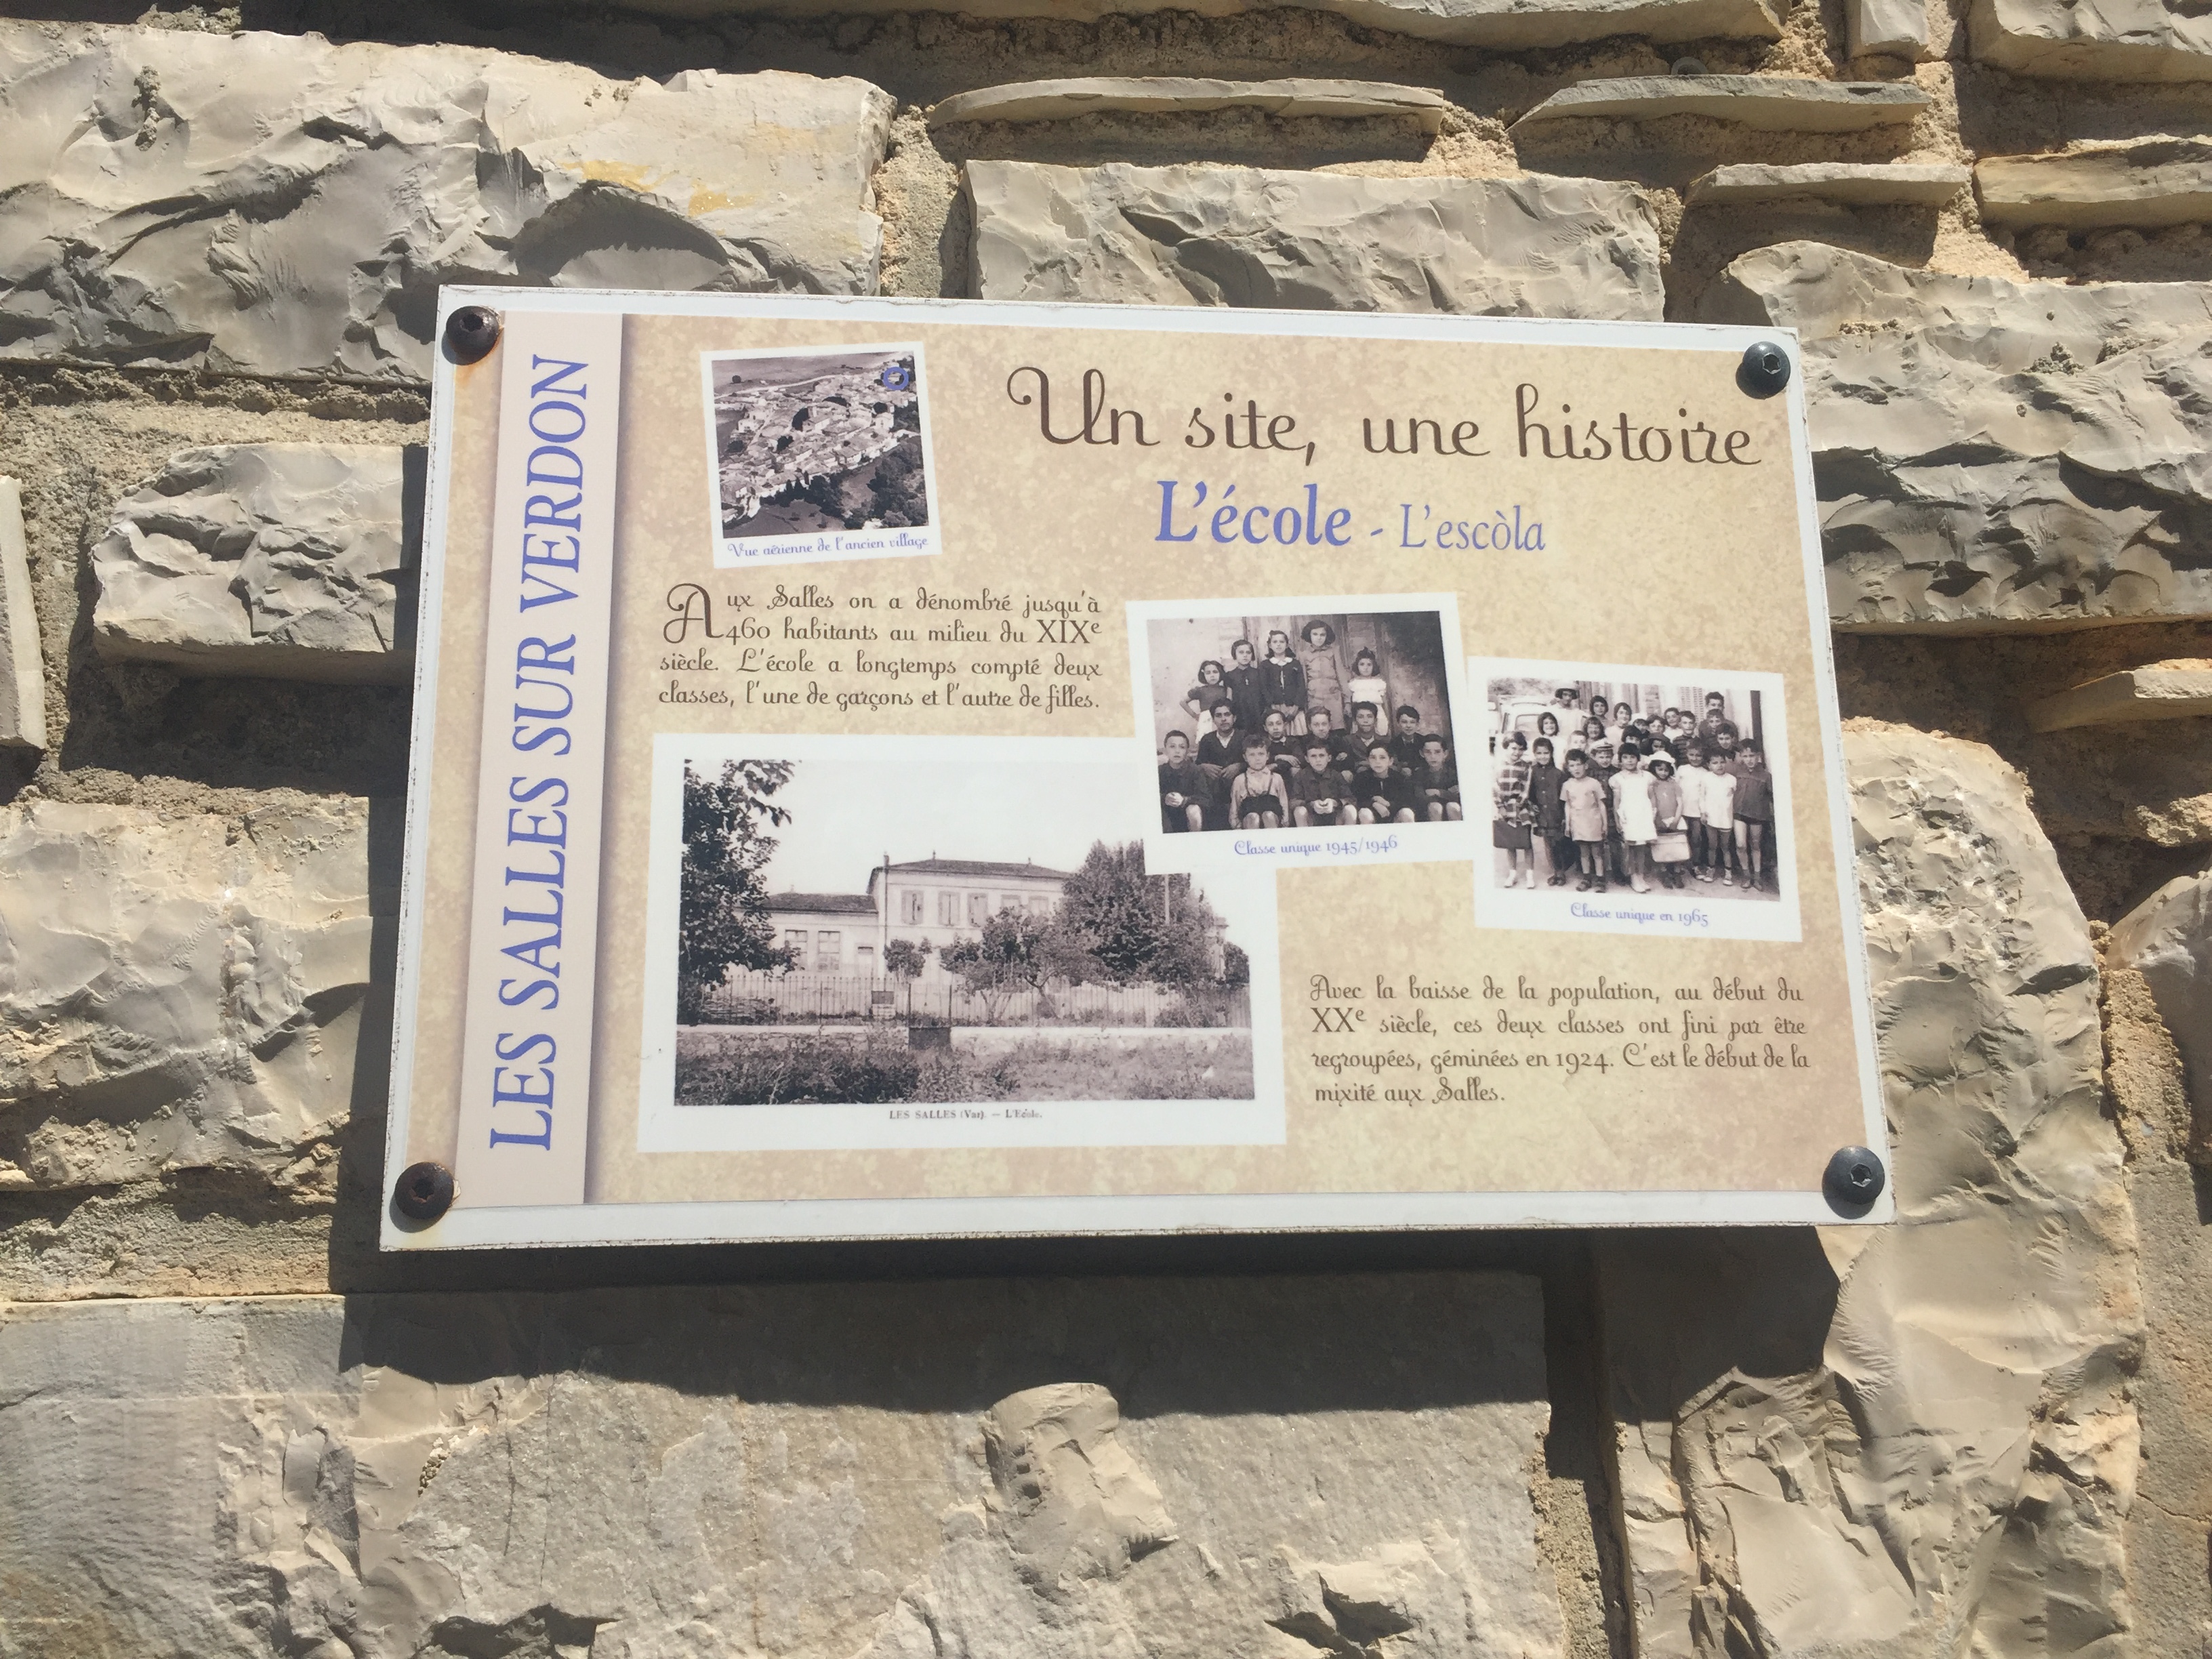 LES SALLES SUR VERDON
Vue aérienne de l'ancien village
Un site, une histoire
L'école - L'escòla
Aux Salles on a dénombré jusqu'à
460 habitants au milieu du XIXe
siècle. L'école a longtemps compté deux
classes, l'une de garçons et l'autre de filles.
Classe unique 1945/1946
Classe unique en 1965
LES SALLES (Var). — L'Ecole.
Avec la baisse de la population, au début du
XXe siècle, ces deux classes ont fini par être
regroupées, géminées en 1924. C'est le début de la
mixité aux Salles.